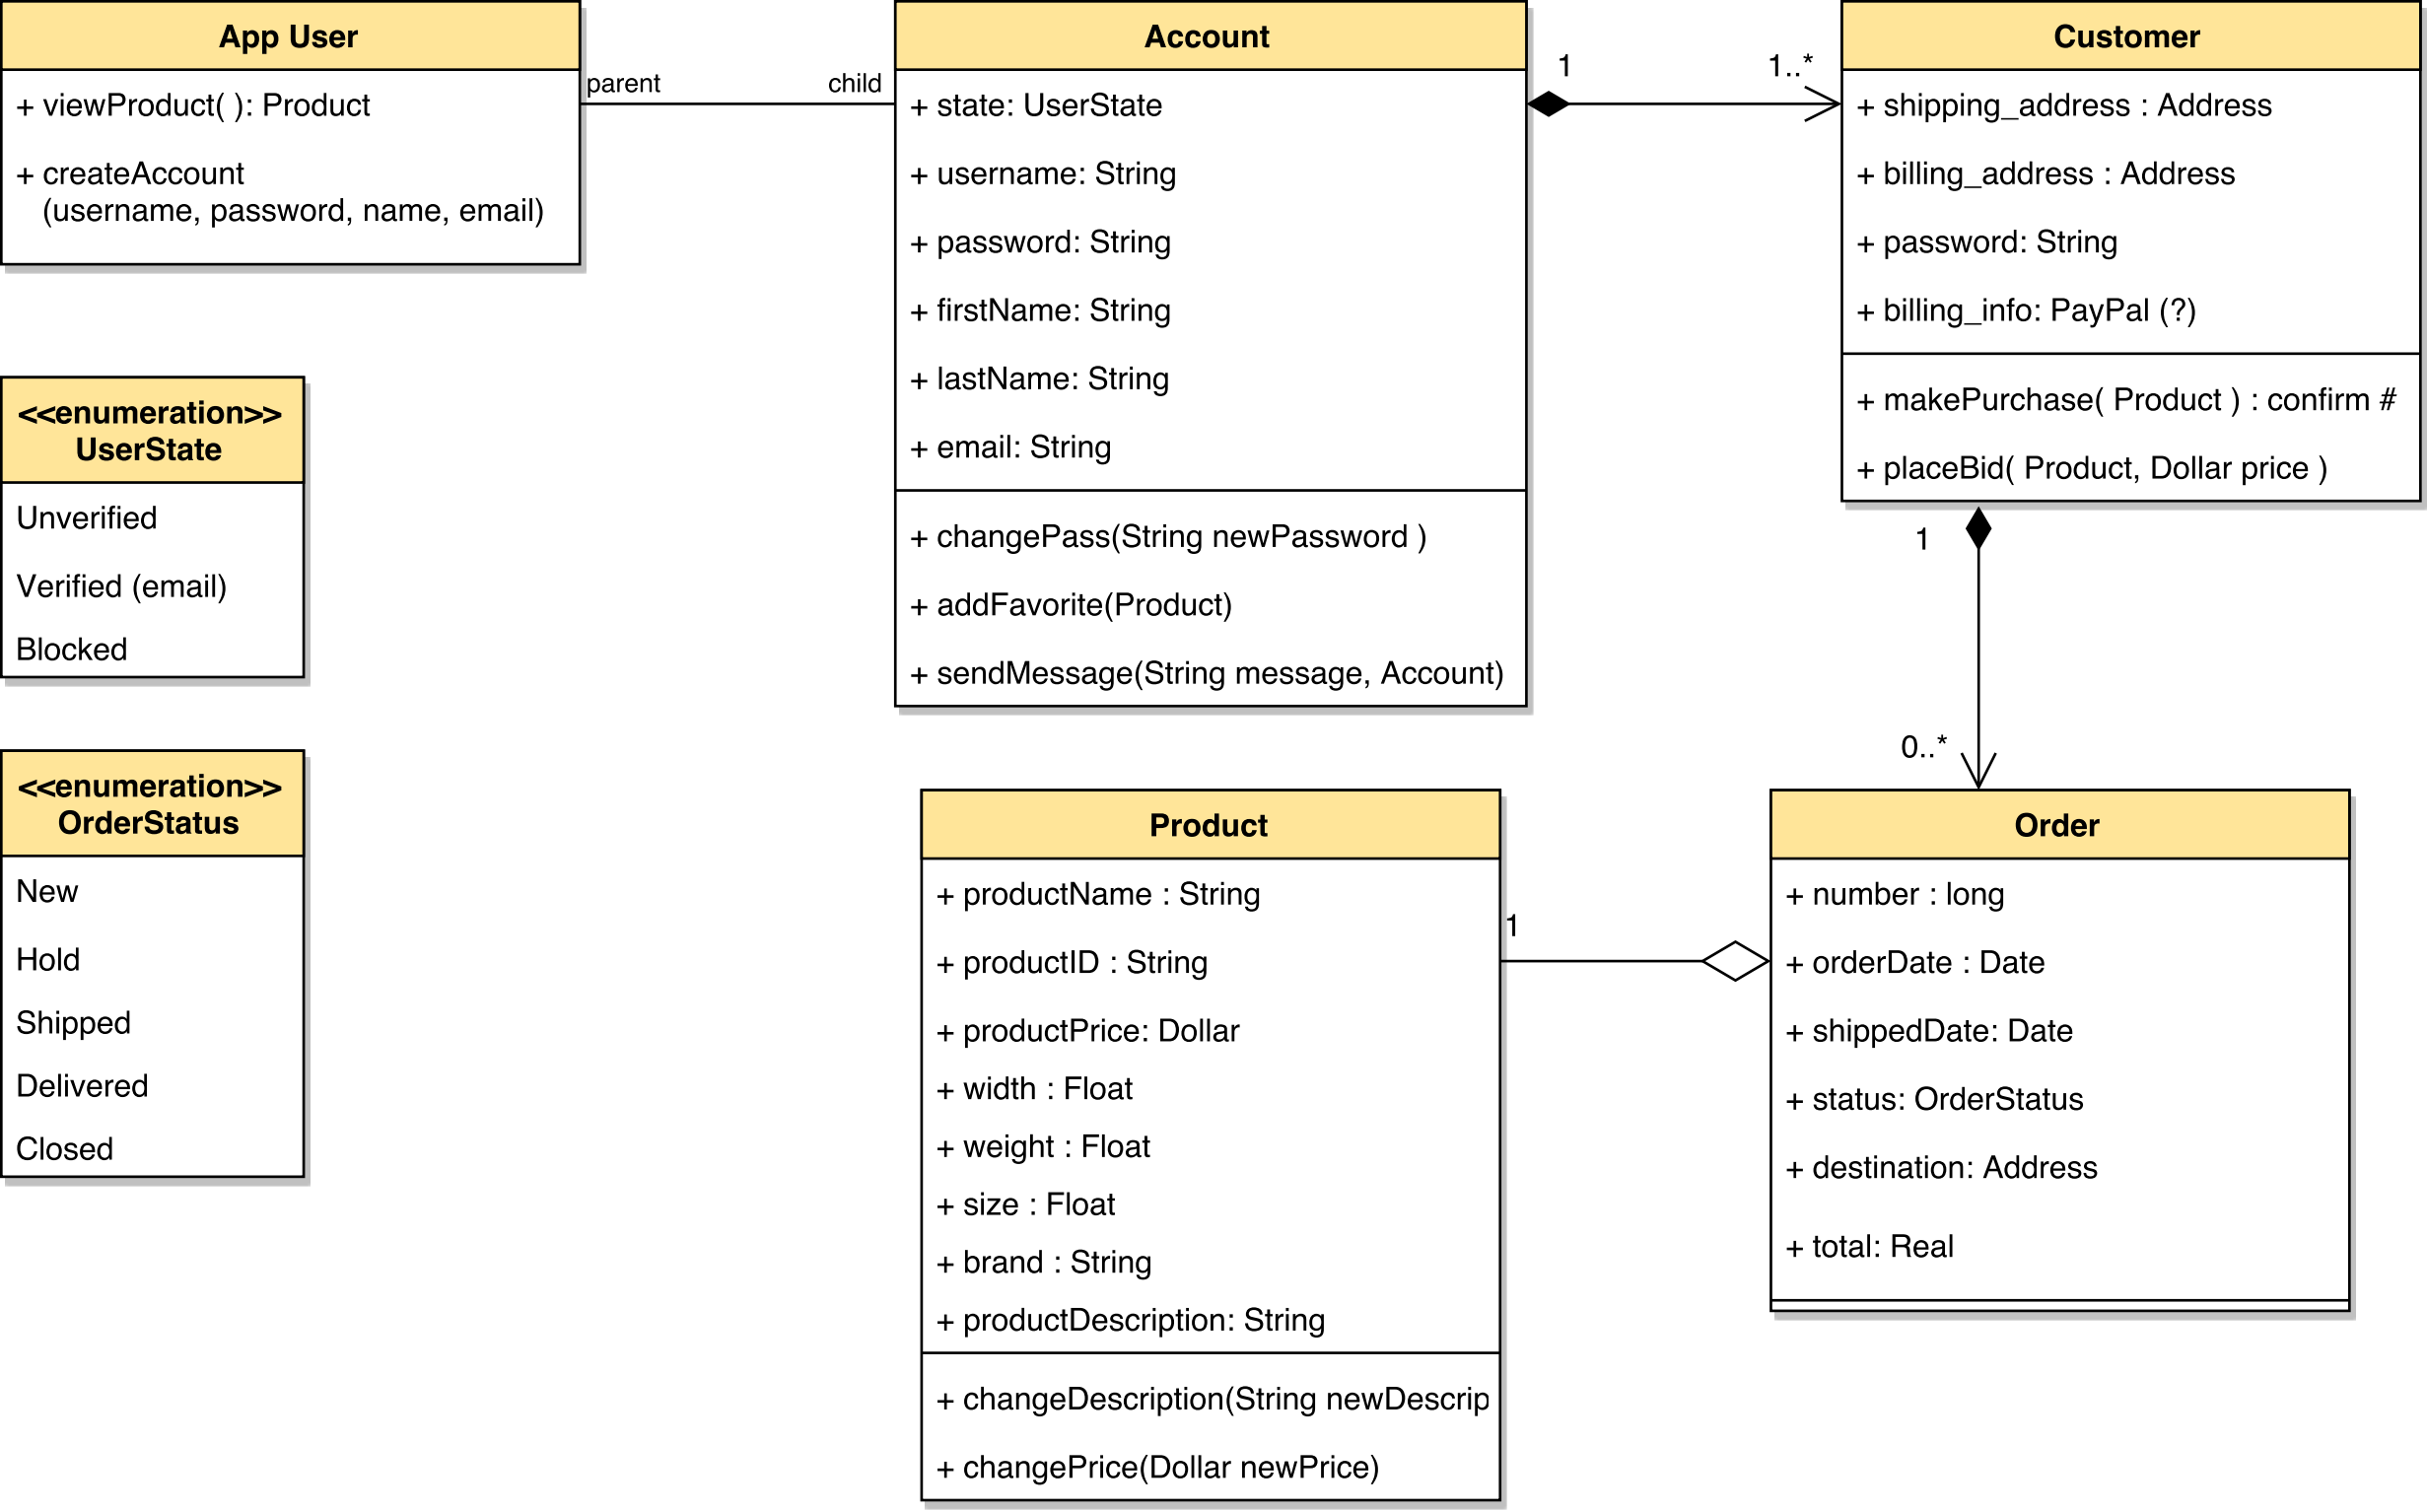 App User
+ viewProduct( ): Product
+ createAccount
(username, password, name, email)
parent
child
Account
+ state: UserState
+ username: String
+ password: String
+ firstName: String
+ lastName: String
+ email: String
+ changePass(String newPassword )
+ addFavorite(Product)
+ sendMessage(String message, Account)
1
1..*
Customer
+ shipping_address : Address
+ billing_address : Address
+ password: String
+ billing_info: PayPal (?)
+ makePurchase( Product ) : confirm #
+ placeBid( Product, Dollar price )
1
0..*
<<enumeration>>
UserState
Unverified
Verified (email)
Blocked
<<enumeration>>
OrderStatus
New
Hold
Shipped
Delivered
Closed
Product
+ productName : String
+ productID : String
+ productPrice: Dollar
+ width : Float
+ weight : Float
+ size : Float
+ brand : String
+ productDescription: String
+ changeDescription(String newDescrip
+ changePrice(Dollar newPrice)
1
Order
+ number : long
+ orderDate : Date
+ shippedDate: Date
+ status: OrderStatus
+ destination: Address
+ total: Real